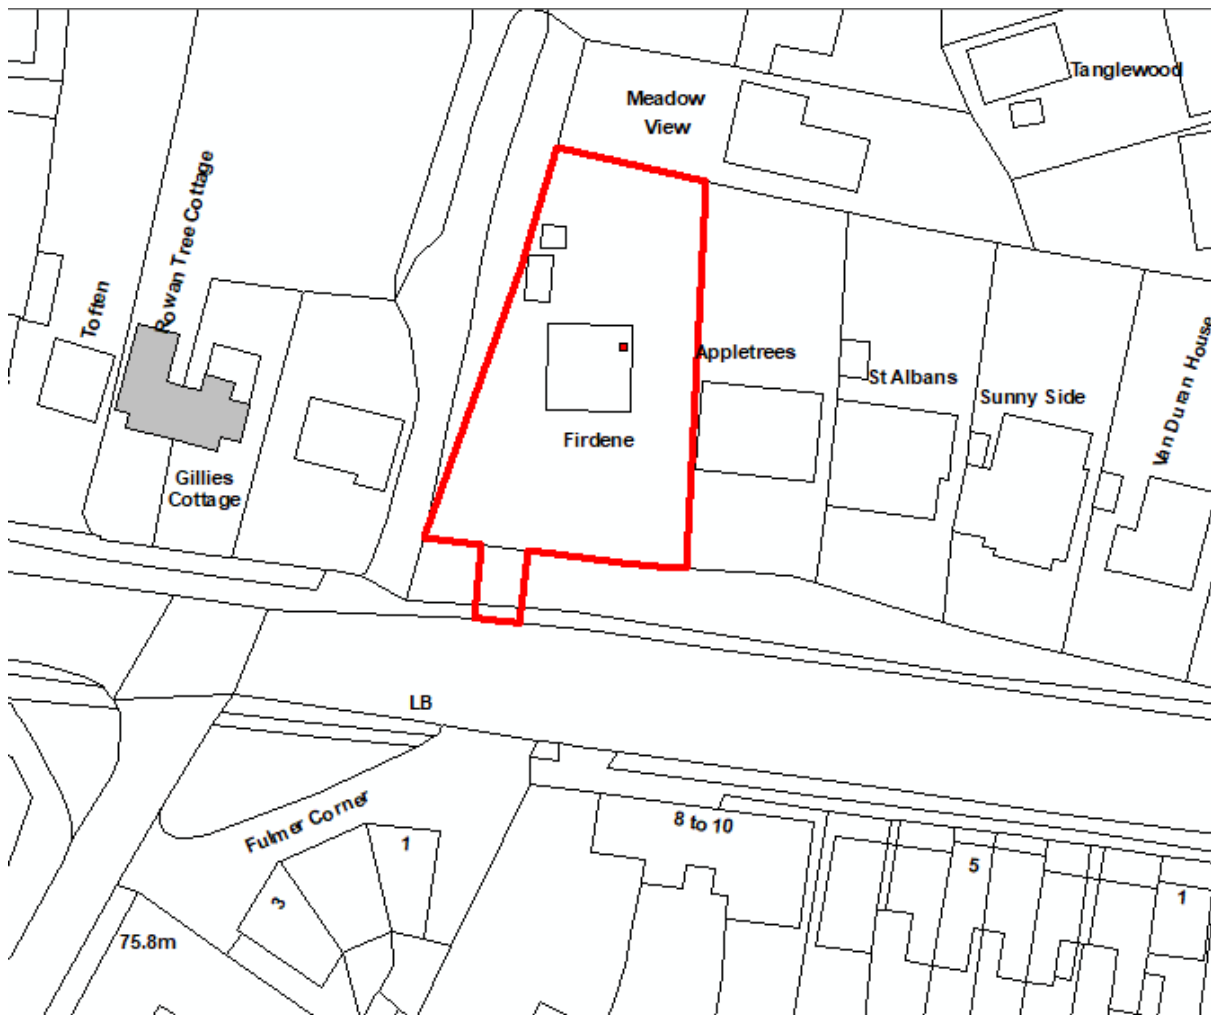 Tanglewood
Meadow
View
Rowan Tree Cottage
Toften
Appletrees
St Albans
Sunny Side
Van Duran House
Firdene
Gillies
Cottage
LB
Fulmer Corner
8 to 10
1
5
3
1
75.8m